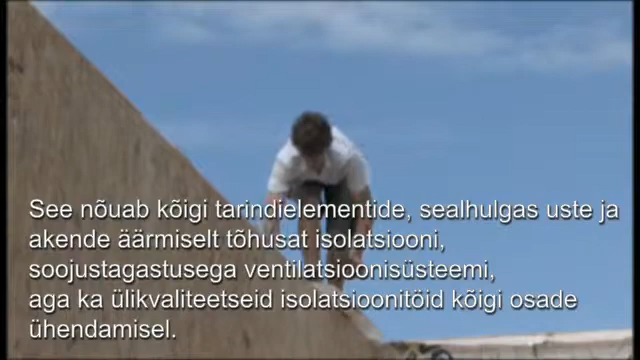 See nõuab kõigi tarindielementide, sealhulgas uste ja
akende äärmiselt tõhusat isolatsiooni,
soojustagastusega ventilatsioonisüsteemi,
aga ka ülikvaliteetseid isolatsioonitöid kõigi osade
ühendamisel.